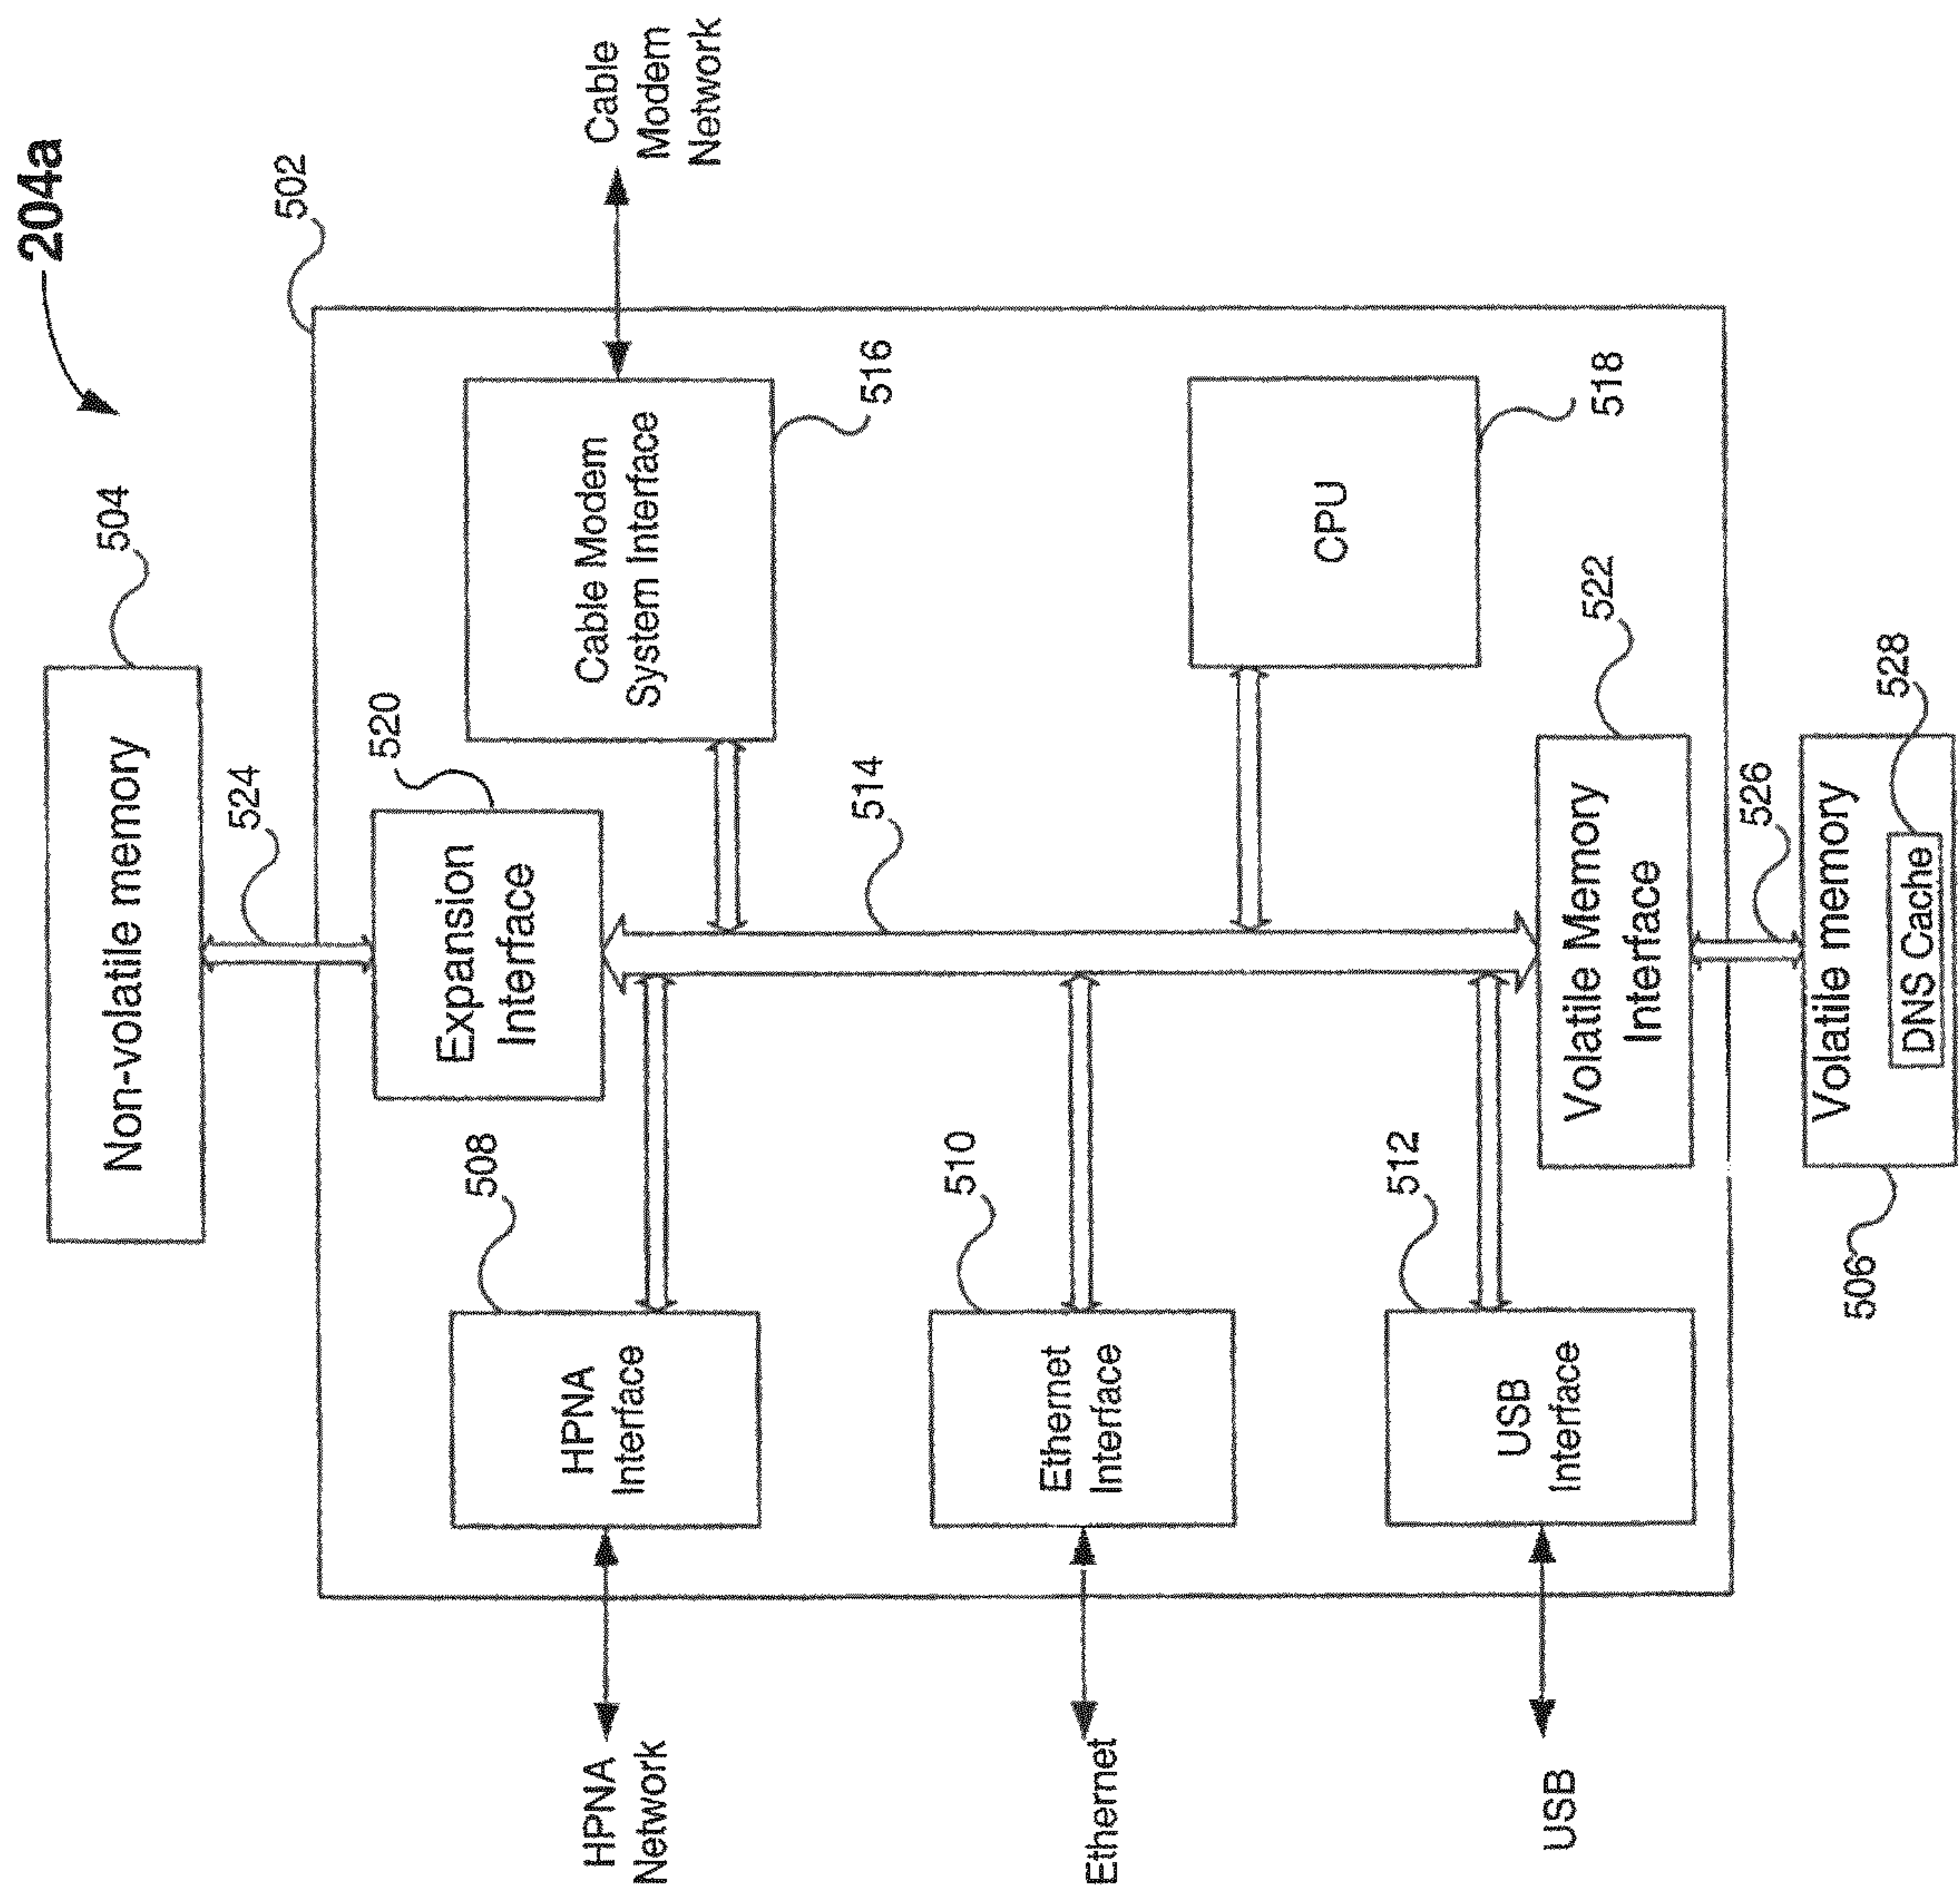 204a
502
504
Non-volatile memory
524
520
Expansion
Interface
Cable Modem
System Interface
516
Cable
Modem
Network
508
HPNA
Interface
HPNA
Network
514
510
Ethernet
Interface
Ethernet
CPU
518
512
USB
Interface
USB
522
Volatile Memory
Interface
526
528
Volatile memory
DNS Cache
506